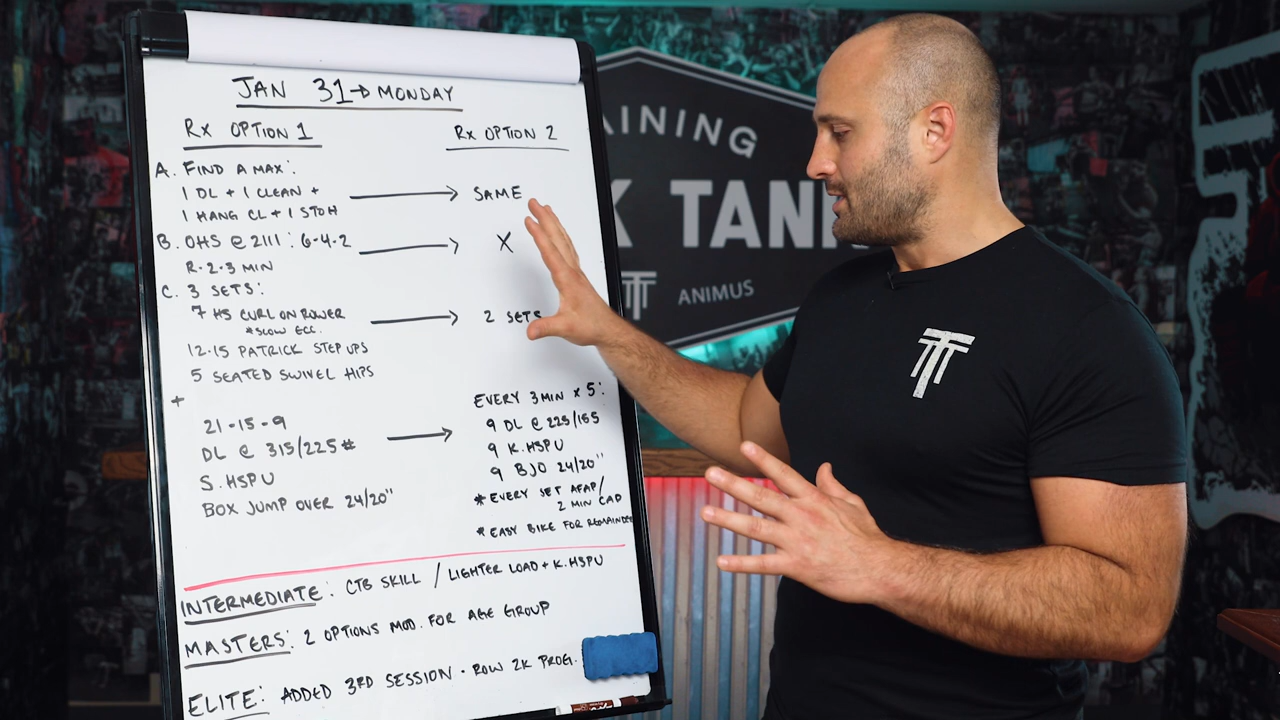 JAN 31 → MONDAY
RX OPTION 1
RX OPTION 2
A. FIND A MAX:
1 DL + 1 CLEAN +
1 HANG CL + 1 STOH
→ SAME
B. OHS @ 2111: 6-4-2
R. 2-3 MIN
→ X
C. 3 SETS:
7 HS CURL ON ROWER
*SLOW ECC.
→ 2 SETS
12-15 PATRICK STEP UPS
5 SEATED SWIVEL HIPS
+
21-15-9
DL @ 315/225#
S. HSPU
BOX JUMP OVER 24/20"
→
EVERY 3 MIN X 5:
9 DL @ 225/155
9 K. HSPU
9 BJO 24/20"
* EVERY SET AFAP/
2 MIN CAP
* EASY BIKE FOR REMAINDER
INTERMEDIATE: CTB SKILL / LIGHTER LOAD + K. HSPU
MASTERS: 2 OPTIONS MOD. FOR AGE GROUP
ELITE: ADDED 3RD SESSION - ROW 2K PROG.
AINING
K TANK
ANIMUS